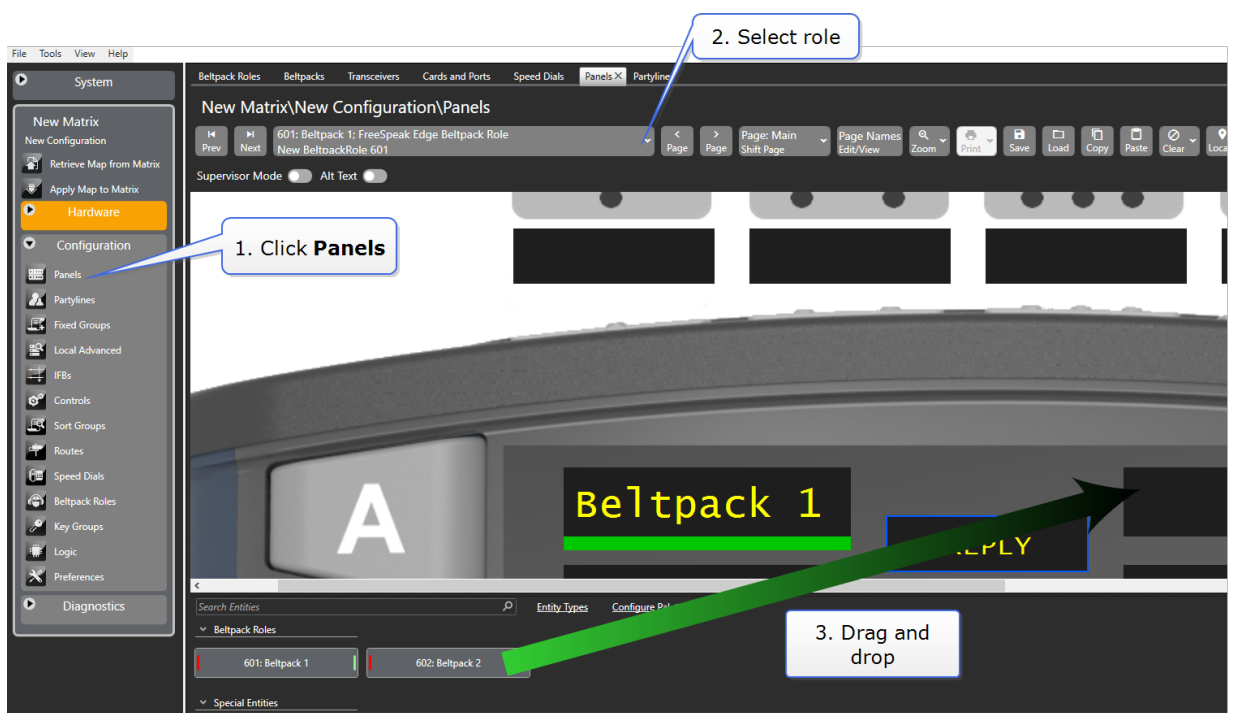 2. Select role
File Tools View Help
System
Beltpack Roles Beltpacks Transceivers Cards and Ports Speed Dials Panels X Partyline
New Matrix\New Configuration\Panels
New Matrix
New Configuration
Retrieve Map from Matrix
Apply Map to Matrix
Hardware
Configuration
Panels
Partylines
Fixed Groups
Local Advanced
IFBs
Controls
Sort Groups
Routes
Speed Dials
Beltpack Roles
Key Groups
Logic
Preferences
Diagnostics
Prev
Next
601: Beltpack 1; FreeSpeak Edge Beltpack Role
New BeltpackRole 601
< Page
> Page
Page: Main
Shift Page
Page Names
Edit/View
Zoom
Print
Save
Load
Copy
Paste
Clear
Supervisor Mode Alt Text
1. Click Panels
A
Beltpack 1
Search Entities Entity Types Configure
3. Drag and
drop
Beltpack Roles
601: Beltpack 1 602: Beltpack 2
Special Entities